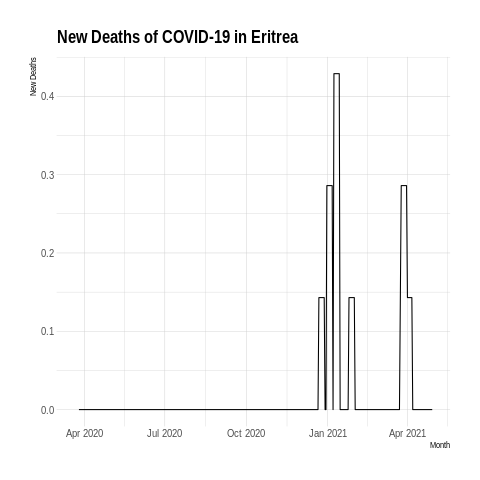 New Deaths of COVID-19 in Eritrea
New Deaths
0.4
0.3
0.2
0.1
0.0
Apr 2020 Jul 2020 Oct 2020 Jan 2021 Apr 2021
Month